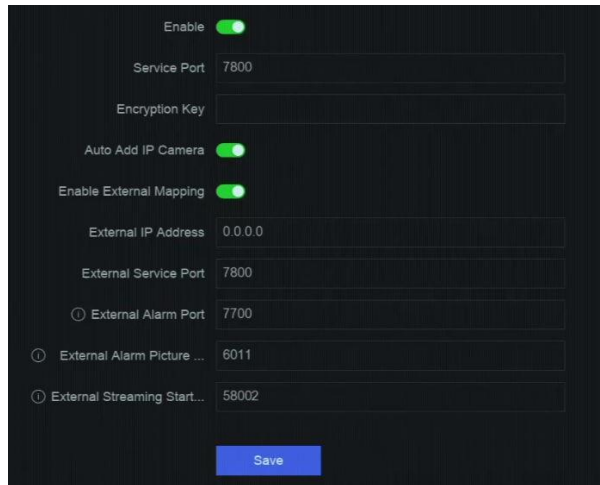 Enable
Service Port 7800
Encryption Key
Auto Add IP Camera
Enable External Mapping
External IP Address 0.0.0.0
External Service Port 7800
External Alarm Port 7700
External Alarm Picture ... 6011
External Streaming Start... 58002
Save